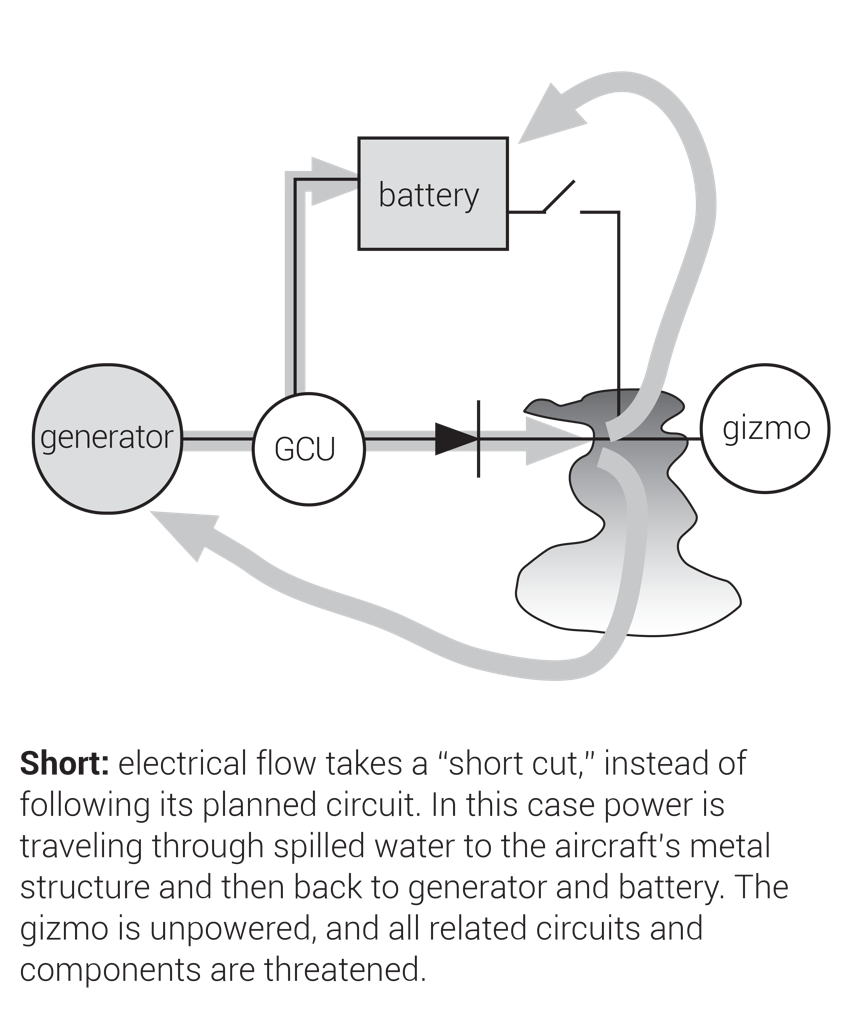 battery
generator
GCU
gizmo
Short: electrical flow takes a “short cut,” instead of
following its planned circuit. In this case power is
traveling through spilled water to the aircraft’s metal
structure and then back to generator and battery. The
gizmo is unpowered, and all related circuits and
components are threatened.